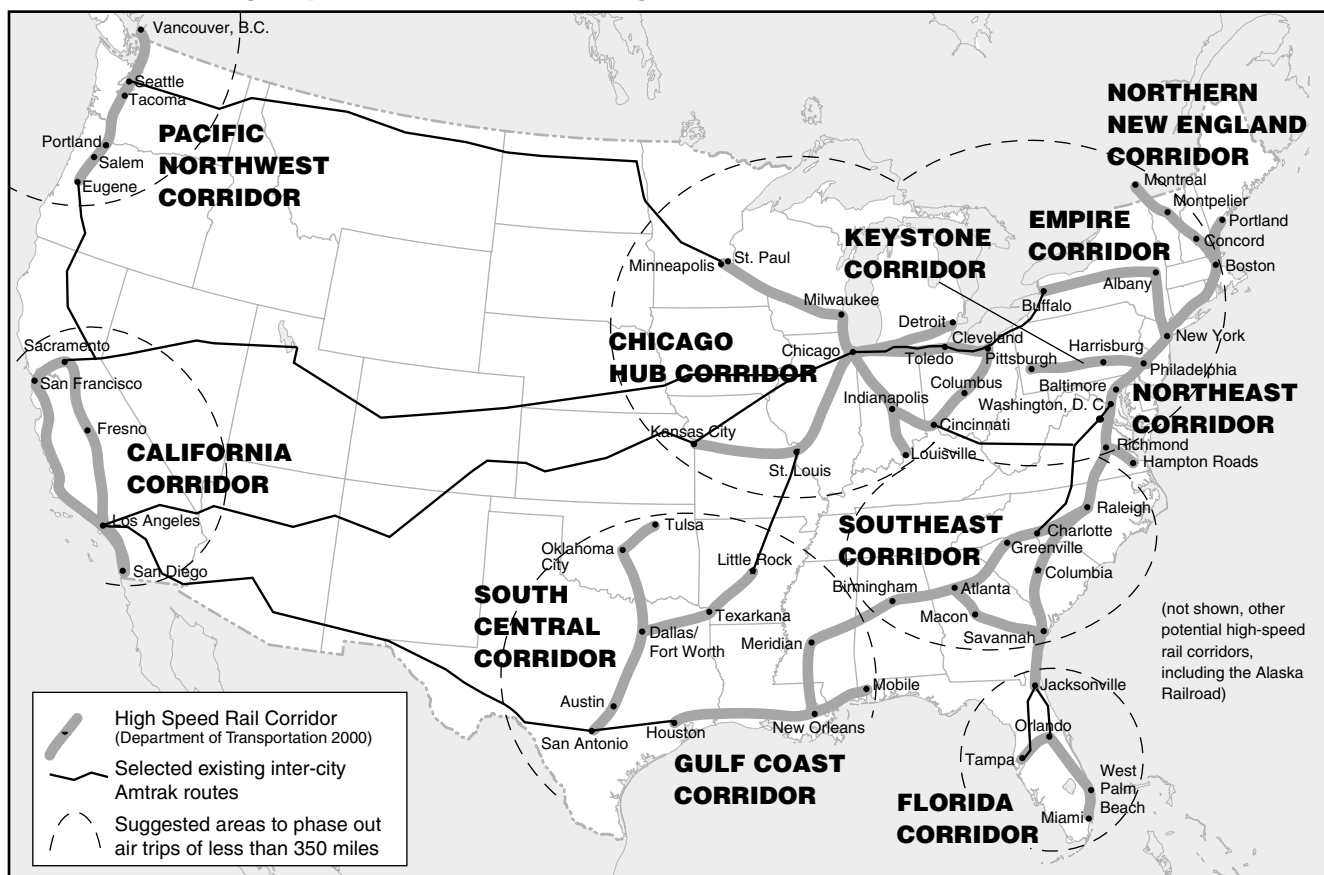 Vancouver, B.C.
Seattle
Tacoma
Portland
Salem
Eugene
PACIFIC
NORTHWEST
CORRIDOR
NORTHERN
NEW ENGLAND
CORRIDOR
Montreal
Montpelier
Portland
Concord
Boston
EMPIRE
CORRIDOR
Albany
Buffalo
KEYSTONE
CORRIDOR
Minneapolis
St. Paul
Milwaukee
Detroit
Cleveland
Toledo
Pittsburgh
Harrisburg
New York
Philadelphia
Baltimore
Washington, D. C.
NORTHEAST
CORRIDOR
Richmond
Hampton Roads
CHICAGO
HUB CORRIDOR
Chicago
Columbus
Indianapolis
Cincinnati
Louisville
Kansas City
St. Louis
Sacramento
San Francisco
Fresno
CALIFORNIA
CORRIDOR
Los Angeles
San Diego
Tulsa
Oklahoma
City
Little Rock
Texarkana
SOUTH
CENTRAL
CORRIDOR
Dallas/
Fort Worth
Austin
San Antonio
Houston
SOUTHEAST
CORRIDOR
Raleigh
Charlotte
Greenville
Columbia
Birmingham
Atlanta
Macon
Savannah
Meridian
Mobile
New Orleans
GULF COAST
CORRIDOR
Jacksonville
Orlando
Tampa
West
Palm
Beach
Miami
FLORIDA
CORRIDOR
(not shown, other
potential high-speed
rail corridors,
including the Alaska
Railroad)
High Speed Rail Corridor
(Department of Transportation 2000)
Selected existing inter-city
Amtrak routes
Suggested areas to phase out
air trips of less than 350 miles